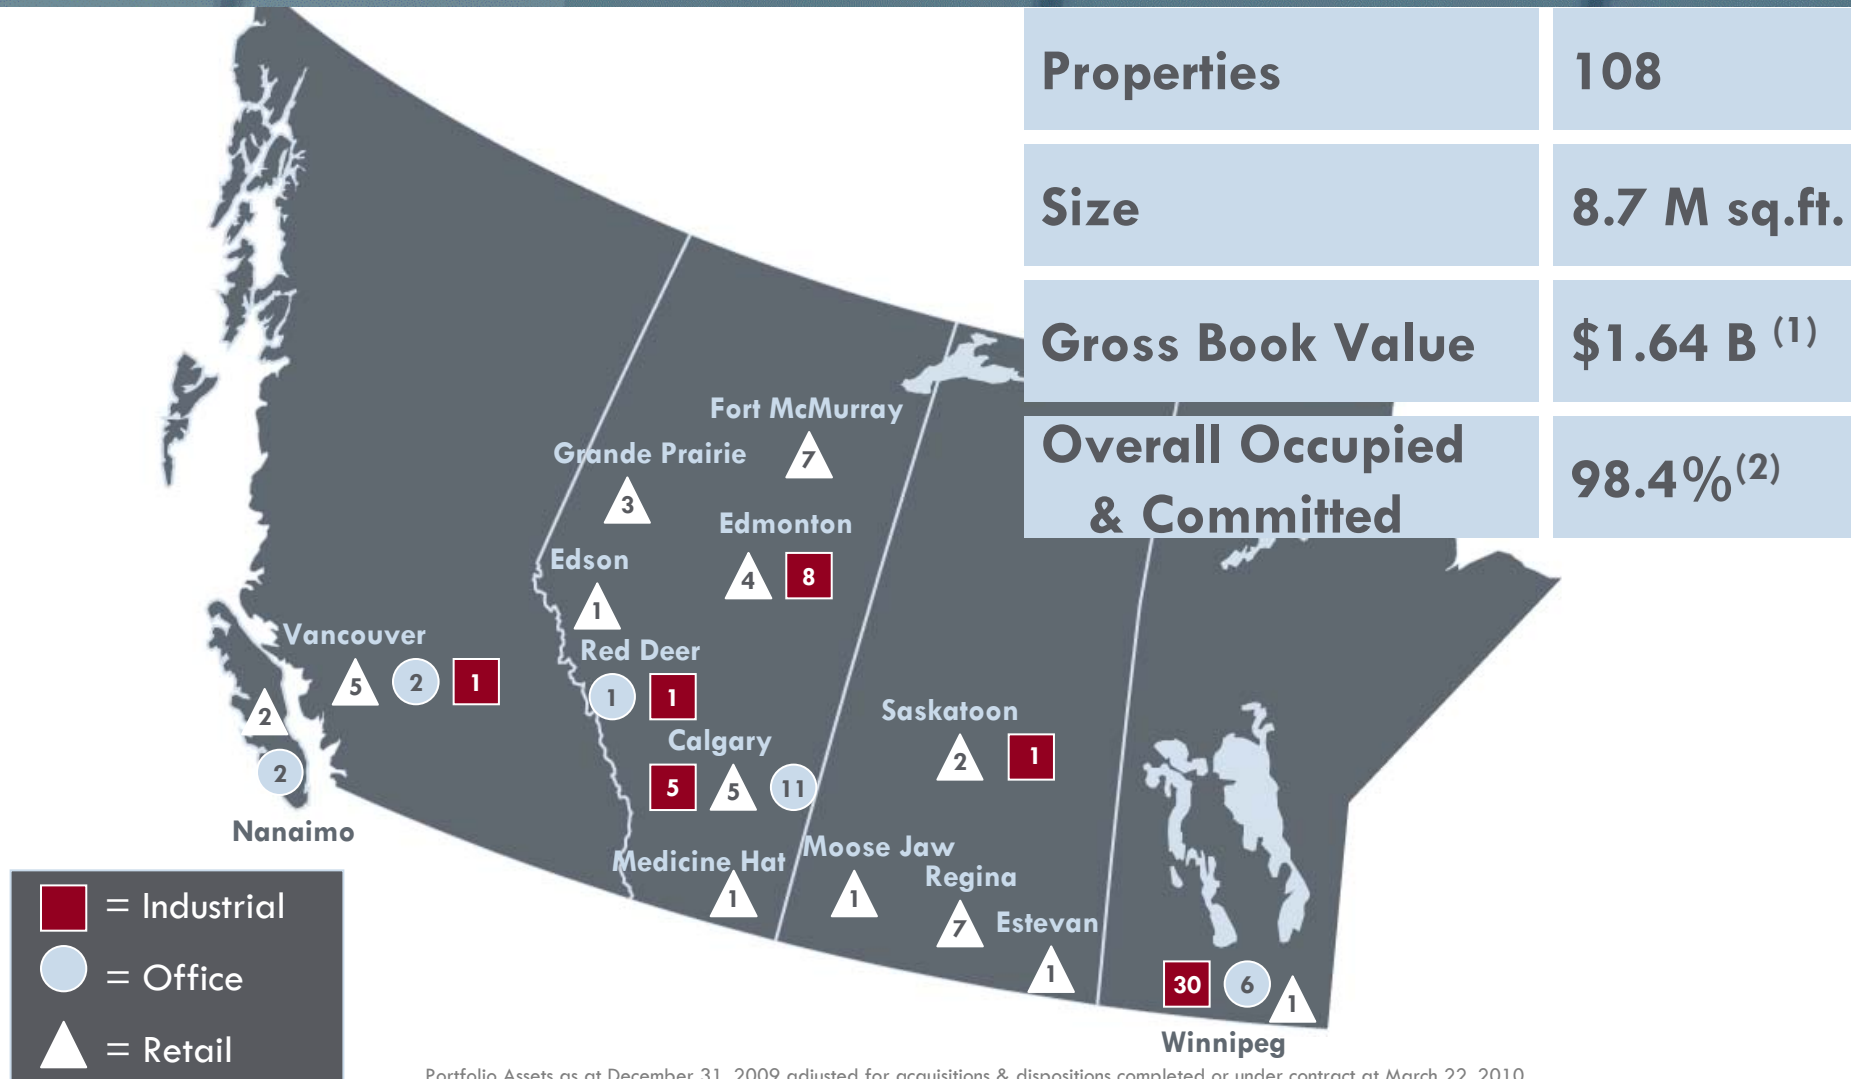 Properties 108
Size 8.7 M sq.ft.
Gross Book Value $1.64 B (1)
Overall Occupied
& Committed 98.4%(2)
Fort McMurray
7
Grande Prairie
3
Edmonton
4 8
Edson
1
Vancouver
5 2 1
Red Deer
1 1
2
2
Nanaimo
Calgary
5 5 11
Saskatoon
2 1
Medicine Hat
1
Moose Jaw
1
Regina
7
Estevan
1
30 6 1
Winnipeg
= Industrial
= Office
= Retail
Portfolio Assets as at December 31, 2009 adjusted for acquisitions & dispositions completed or under contract at March 22, 2010